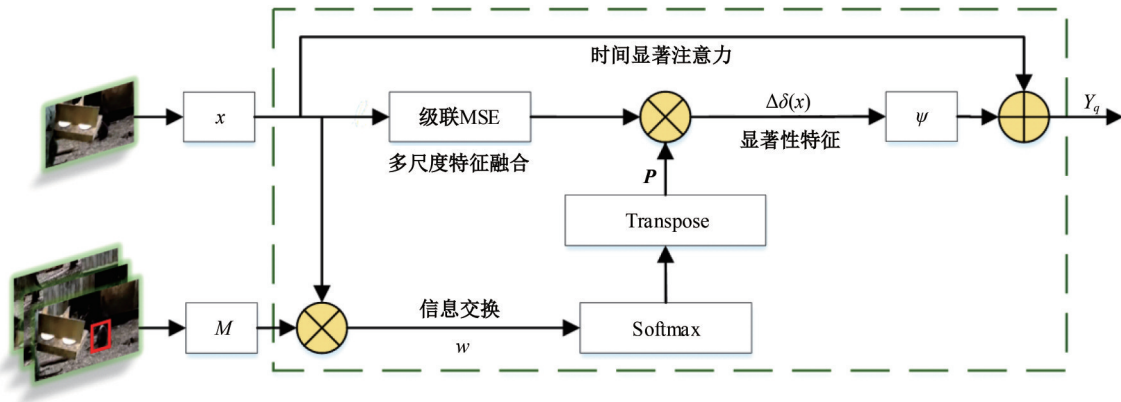 时间显著注意力
x
级联MSE
Δδ(x)
ψ
Y_q
多尺度特征融合
显著性特征
P
Transpose
信息交换
M
w
Softmax